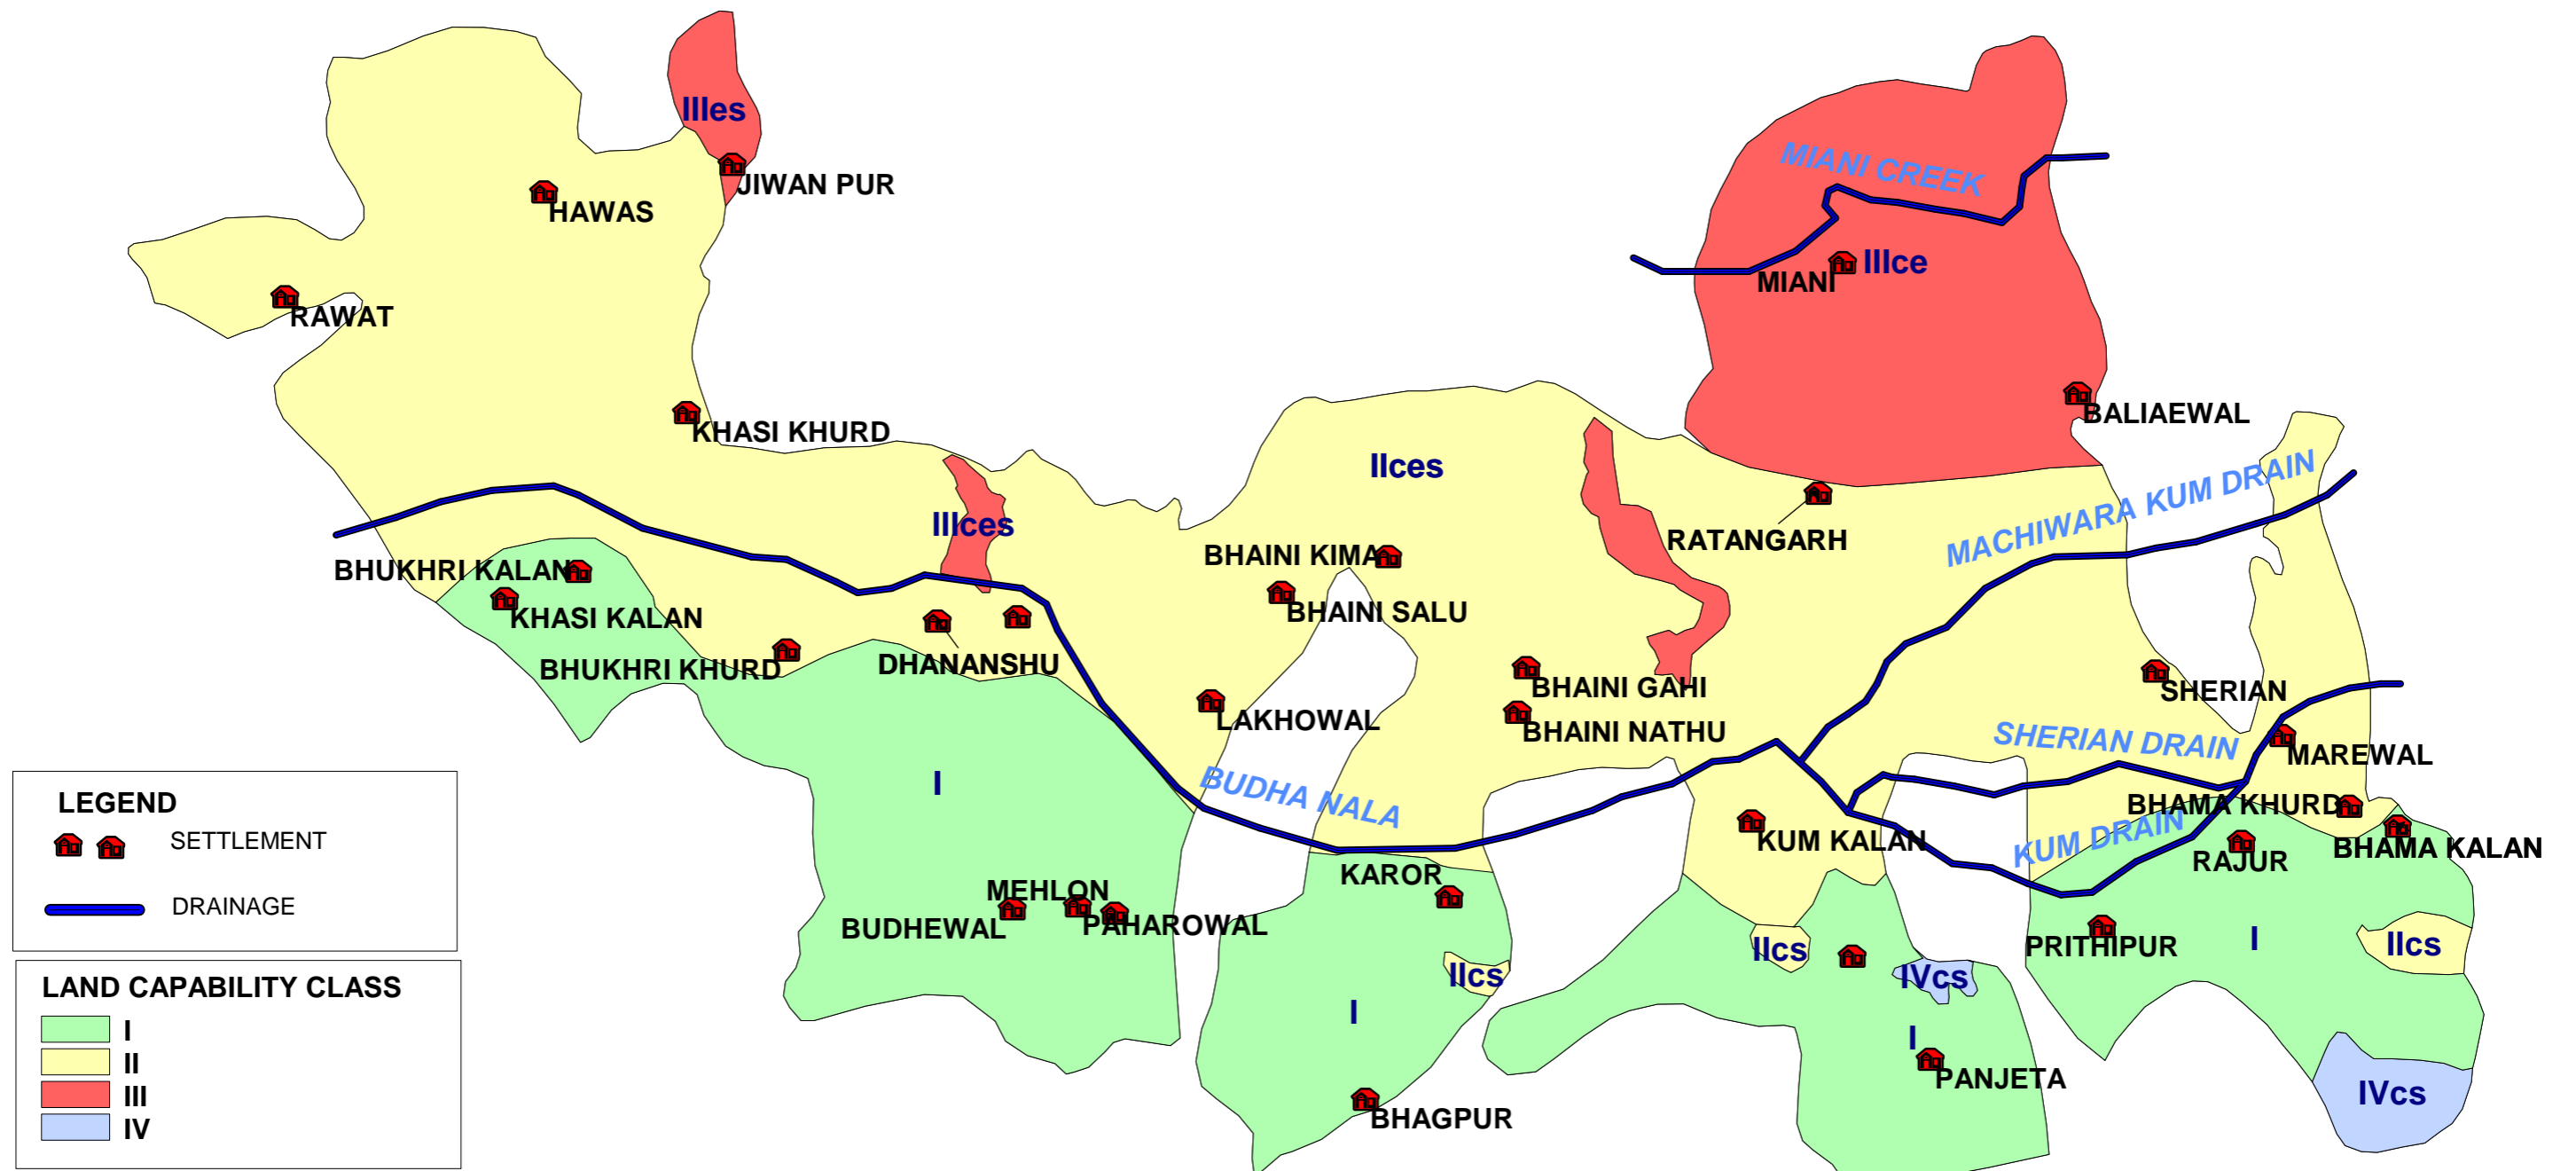 IIIes
JIWAN PUR
HAWAS
RAWAT
KHASI KHURD
MIANI CREEK
MIANI
IIIce
BALIAEWAL
IIces
IIIces
RATANGARH
MACHIWARA KUM DRAIN
BHUKHRI KALAN
KHASI KALAN
BHUKHRI KHURD
DHANANSHU
BHAINI KIMA
BHAINI SALU
LAKHOWAL
BHAINI GAHI
BHAINI NATHU
SHERIAN
SHERIAN DRAIN
MAREWAL
BUDHA NALA
BHAMA KHURD
KUM KALAN
KUM DRAIN
RAJUR
BHAMA KALAN
I
MEHLON
BUDHEWAL
PAHAROWAL
KAROR
IIcs
I
BHAGPUR
IIcs
IVcs
I
PANJETA
PRITHIPUR
I
IIcs
IVcs
LEGEND
SETTLEMENT
DRAINAGE
LAND CAPABILITY CLASS
I
II
III
IV